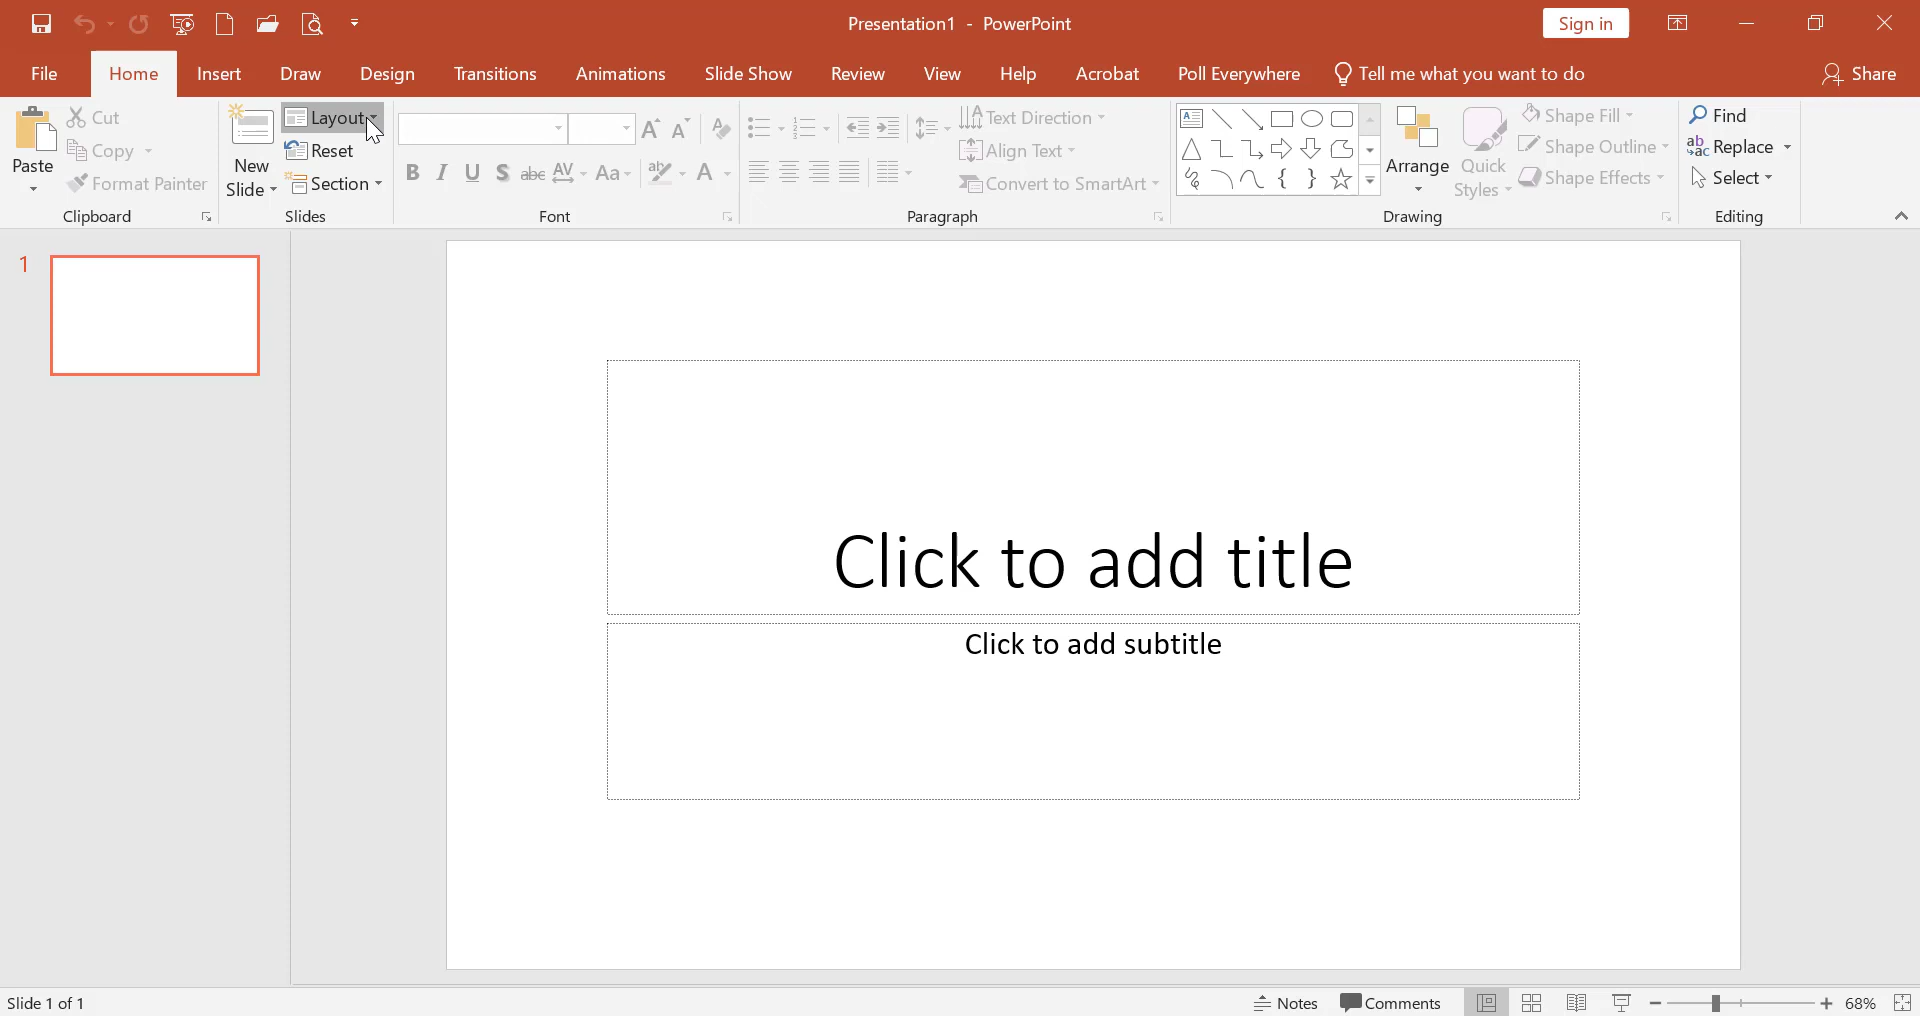 Presentation1 - PowerPoint
Sign in
File Home Insert Draw Design Transitions Animations Slide Show Review View Help Acrobat Poll Everywhere Tell me what you want to do Share
Paste
Cut
Copy
Format Painter
Clipboard
New
Slide
Layout
Reset
Section
Slides
B I U S abc AV Aa A
Font
Text Direction
Align Text
Convert to SmartArt
Paragraph
Arrange
Quick
Styles
Shape Fill
Shape Outline
Shape Effects
Drawing
Find
Replace
Select
Editing
1
Click to add title
Click to add subtitle
Slide 1 of 1
Notes Comments 68%